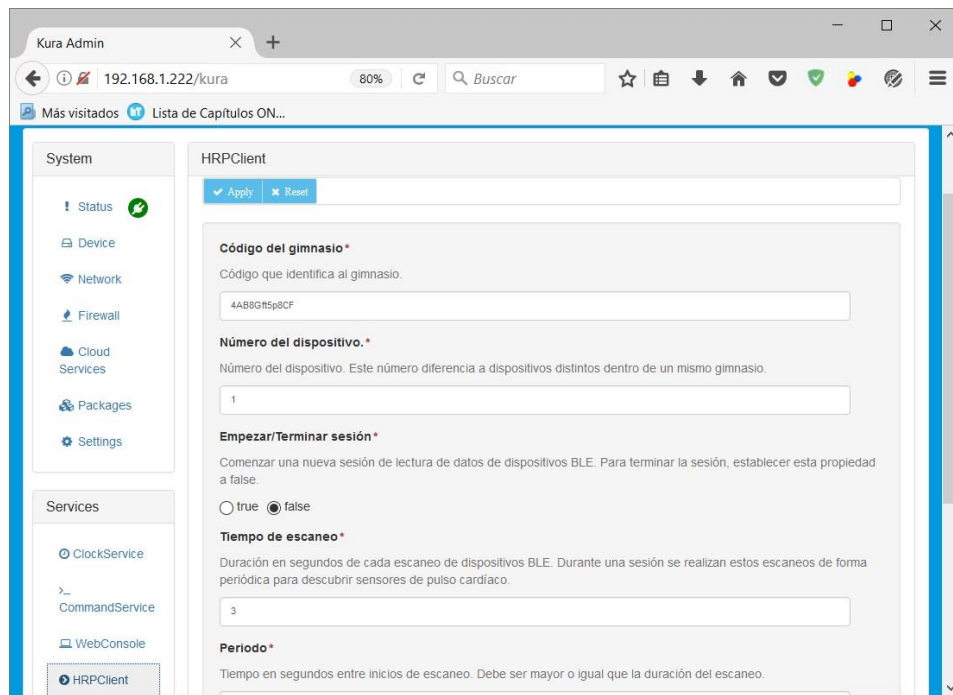 Kura Admin
192.168.1.222/kura
80%
Buscar
Más visitados
Lista de Capítulos ON...
System
Status
Device
Network
Firewall
Cloud
Services
Packages
Settings
Services
ClockService
CommandService
WebConsole
HRPClient
HRPClient
Apply
Reset
Código del gimnasio*
Código que identifica al gimnasio.
4AB8Gft5p8CF
Número del dispositivo.*
Número del dispositivo. Este número diferencia a dispositivos distintos dentro de un mismo gimnasio.
1
Empezar/Terminar sesión*
Comenzar una nueva sesión de lectura de datos de dispositivos BLE. Para terminar la sesión, establecer esta propiedad
a false.
true false
Tiempo de escaneo*
Duración en segundos de cada escaneo de dispositivos BLE. Durante una sesión se realizan estos escaneos de forma
periódica para descubrir sensores de pulso cardíaco.
3
Periodo*
Tiempo en segundos entre inicios de escaneo. Debe ser mayor o igual que la duración del escaneo.